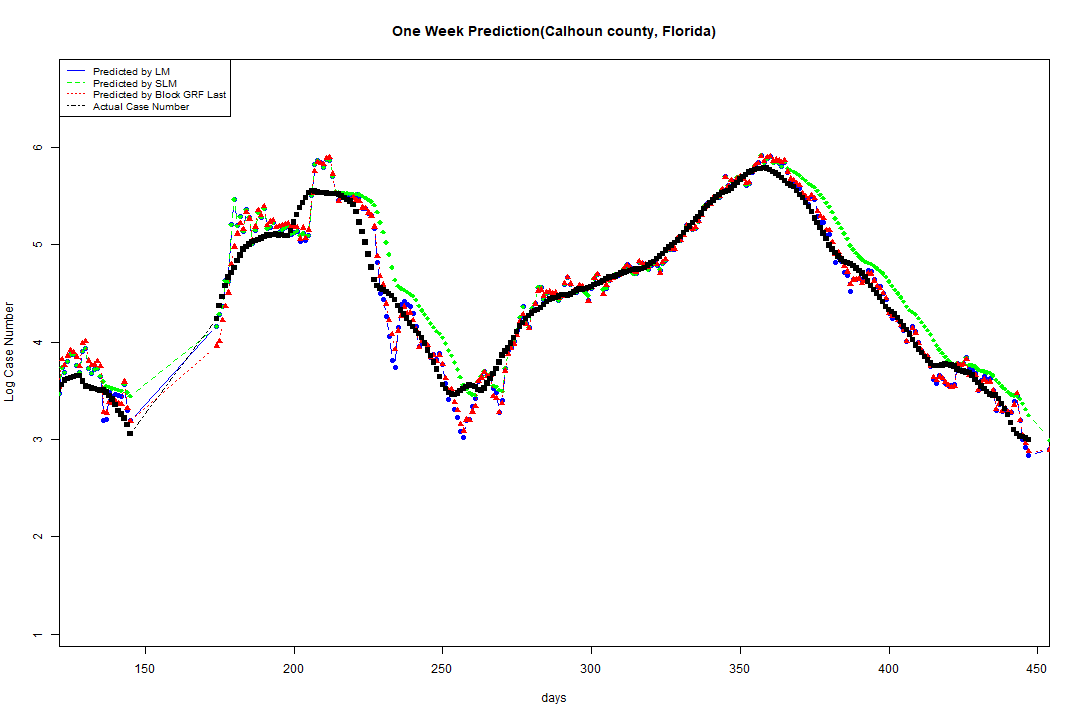 One Week Prediction(Calhoun county, Florida)
Predicted by LM
Predicted by SLM
Predicted by Block GRF Last
Actual Case Number
6
5
4
3
2
1
Log Case Number
150 200 250 300 350 400 450
days